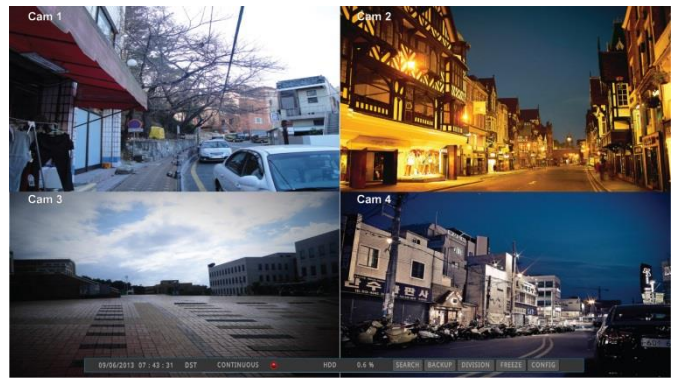 Cam 1
Cam 2
Cam 3
Cam 4
09/06/2013 07:43:31 DST CONTINUOUS HDD 0.6 % SEARCH BACKUP DIVISION FREEZE CONFIG